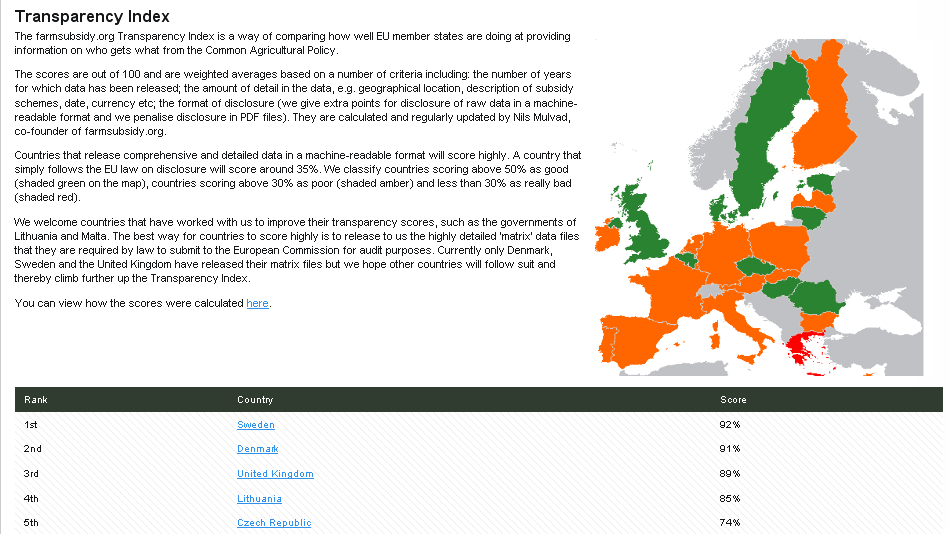 Transparency Index
The farmsubsidy.org Transparency Index is a way of comparing how well EU member states are doing at providing
information on who gets what from the Common Agricultural Policy.
The scores are out of 100 and are weighted averages based on a number of criteria including: the number of years
for which data has been released; the amount of detail in the data, e.g. geographical location, description of subsidy
schemes, date, currency etc; the format of disclosure (we give extra points for disclosure of raw data in a machine-
readable format and we penalise disclosure in PDF files). They are calculated and regularly updated by Nils Mulvad,
co-founder of farmsubsidy.org.
Countries that release comprehensive and detailed data in a machine-readable format will score highly. A country that
simply follows the EU law on disclosure will score around 35%. We classify countries scoring above 50% as good
(shaded green on the map), countries scoring above 30% as poor (shaded amber) and less than 30% as really bad
(shaded red).
We welcome countries that have worked with us to improve their transparency scores, such as the governments of
Lithuania and Malta. The best way for countries to score highly is to release to us the highly detailed 'matrix' data files
that they are required by law to submit to the European Commission for audit purposes. Currently only Denmark,
Sweden and the United Kingdom have released their matrix files but we hope other countries will follow suit and
thereby climb further up the Transparency Index.
You can view how the scores were calculated here.
Rank Country Score
1st Sweden 92%
2nd Denmark 91%
3rd United Kingdom 89%
4th Lithuania 85%
5th Czech Republic 74%